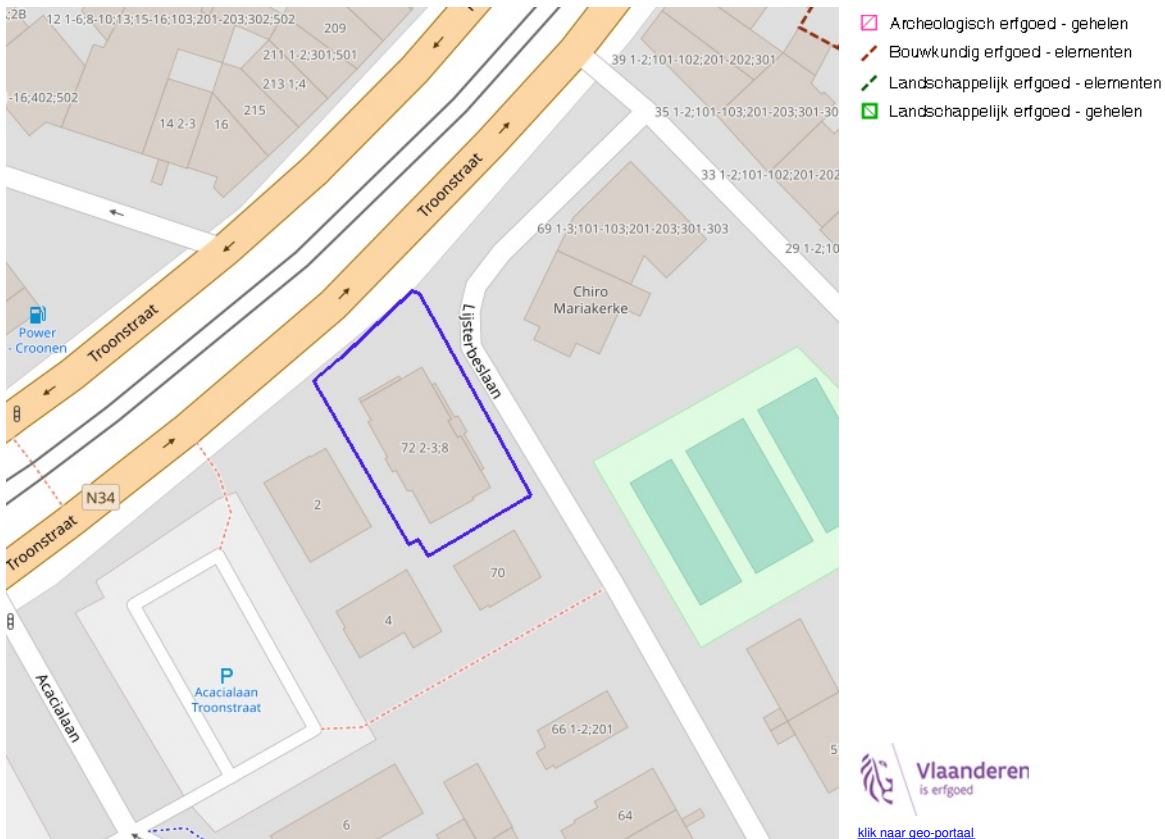 ;2B
12 1-6;8-10;13;15-16;103;201-203;302;502
209
211 1-2;301;501
213 1;4
215
-16;402;502
14 2-3
16
39 1-2;101-102;201-202;301
35 1-2;101-103;201-203;301-30
33 1-2;101-102;201-202
29 1-2;10
69 1-3;101-103;201-203;301-303
Chiro
Mariakerke
Troonstraat
Troonstraat
Troonstraat
Troonstraat
Power
- Croonen
Lijsterbeslaan
72 2-3;8
N34
2
70
4
P
Acacialaan
Troonstraat
Acacialaan
66 1-2;201
64
6
5
Archeologisch erfgoed - gehelen
Bouwkundig erfgoed - elementen
Landschappelijk erfgoed - elementen
Landschappelijk erfgoed - gehelen
Vlaanderen
is erfgoed
klik naar geo-portaal